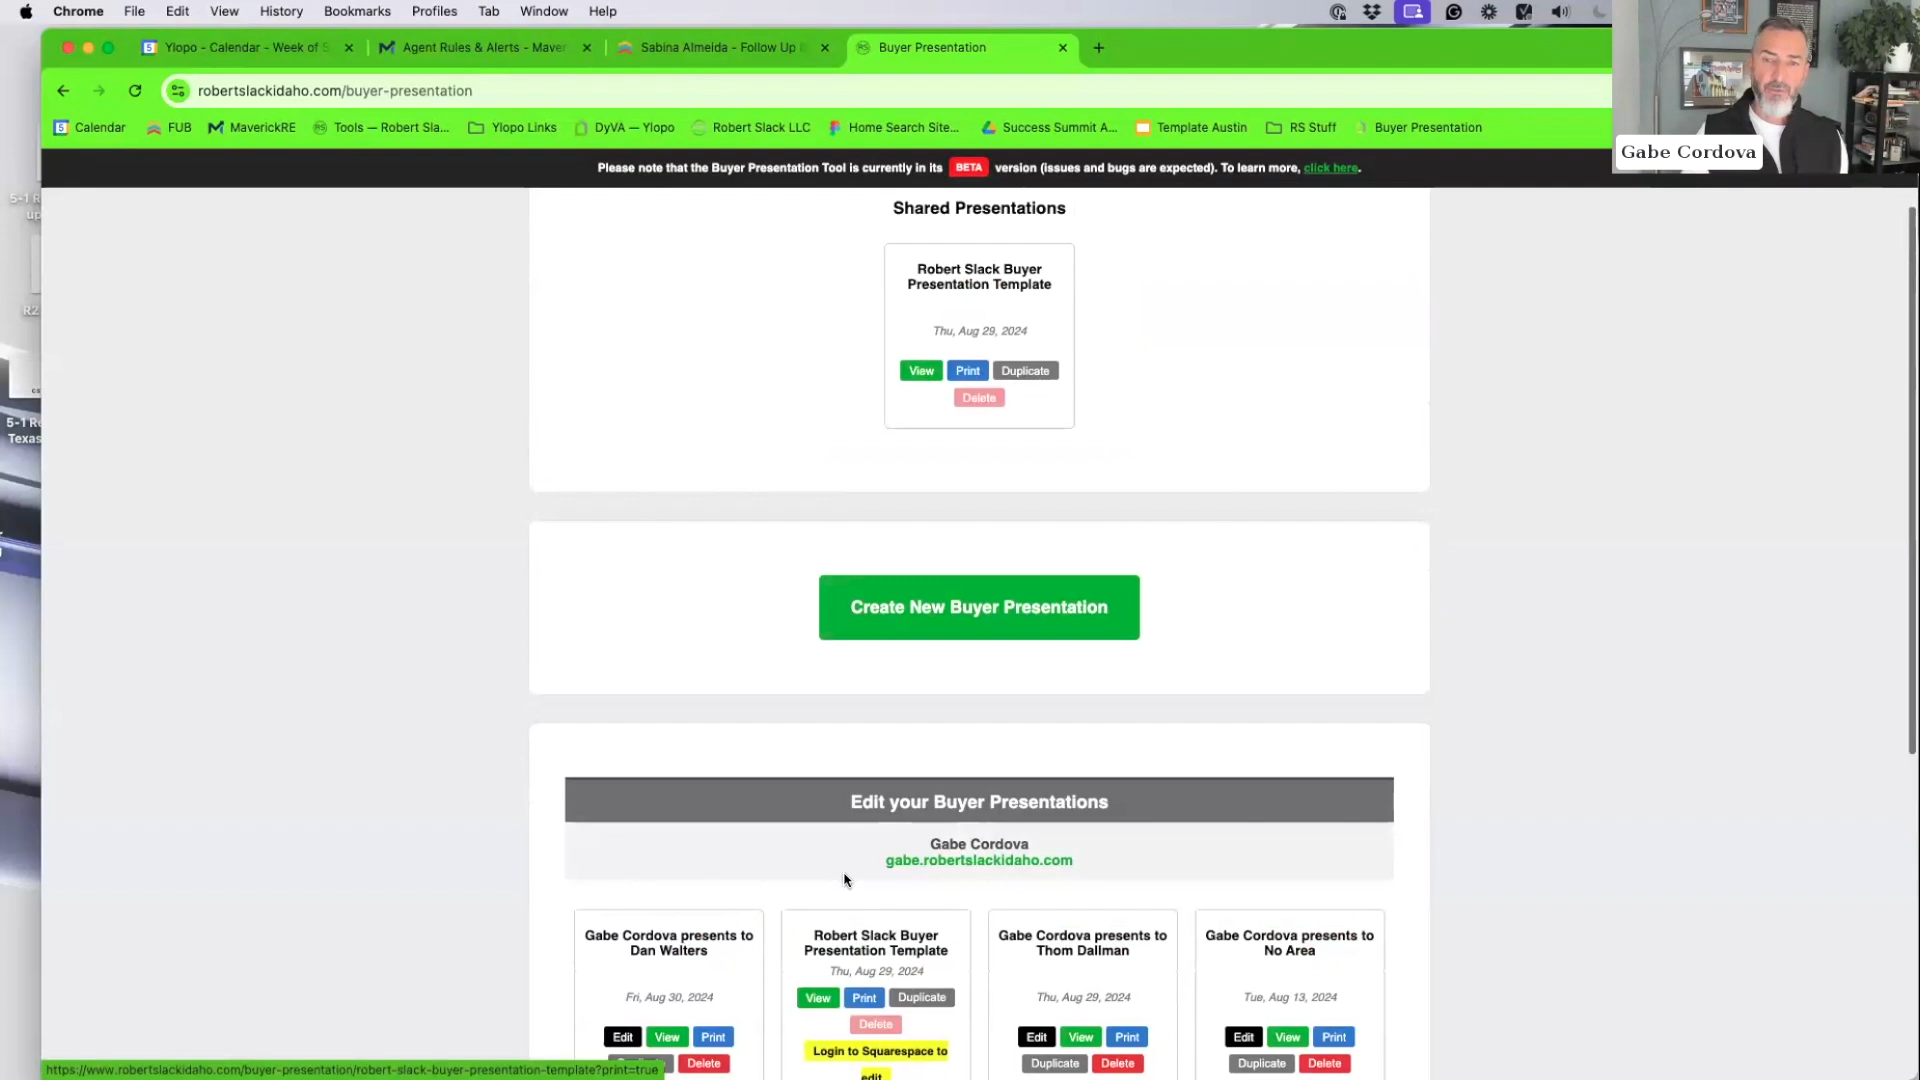 Chrome File Edit View History Bookmarks Profiles Tab Window Help
Ylopo - Calendar - Week of S
Agent Rules & Alerts - Maver
Sabina Almeida - Follow Up
Buyer Presentation
robertslackidaho.com/buyer-presentation
Calendar FUB MaverickRE Tools — Robert Sla... Ylopo Links DyVA — Ylopo Robert Slack LLC Home Search Site... Success Summit A... Template Austin RS Stuff Buyer Presentation
Gabe Cordova
Please note that the Buyer Presentation Tool is currently in its BETA version (issues and bugs are expected). To learn more, click here.
Shared Presentations
Robert Slack Buyer
Presentation Template
Thu, Aug 29, 2024
View Print Duplicate
Delete
Create New Buyer Presentation
Edit your Buyer Presentations
Gabe Cordova
gabe.robertslackidaho.com
Gabe Cordova presents to
Dan Walters
Fri, Aug 30, 2024
Edit View Print
Delete
Robert Slack Buyer
Presentation Template
Thu, Aug 29, 2024
View Print Duplicate
Delete
Login to Squarespace to
edit
Gabe Cordova presents to
Thom Dallman
Thu, Aug 29, 2024
Edit View Print
Duplicate Delete
Gabe Cordova presents to
No Area
Tue, Aug 13, 2024
Edit View Print
Duplicate Delete
https://www.robertslackidaho.com/buyer-presentation/robert-slack-buyer-presentation-template?print=true
5-1 R
up
R2
5-1 Re
Texas